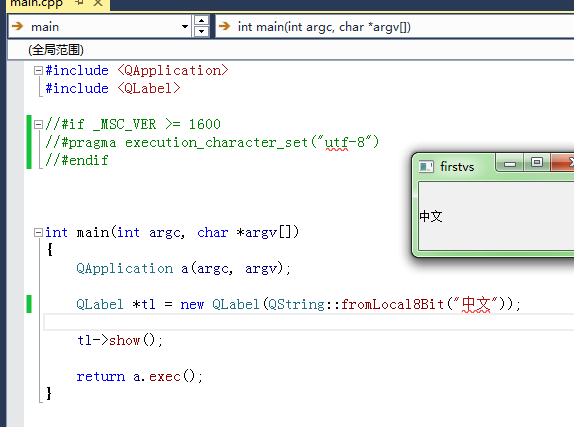 main.cpp
main
int main(int argc, char *argv[])
(全局范围)
#include <QApplication>
#include <QLabel>
//#if _MSC_VER >= 1600
//#pragma execution_character_set("utf-8")
//#endif
firstvs
中文
int main(int argc, char *argv[])
{
QApplication a(argc, argv);
QLabel *tl = new QLabel(QString::fromLocal8Bit("中文"));
tl->show();
return a.exec();
}